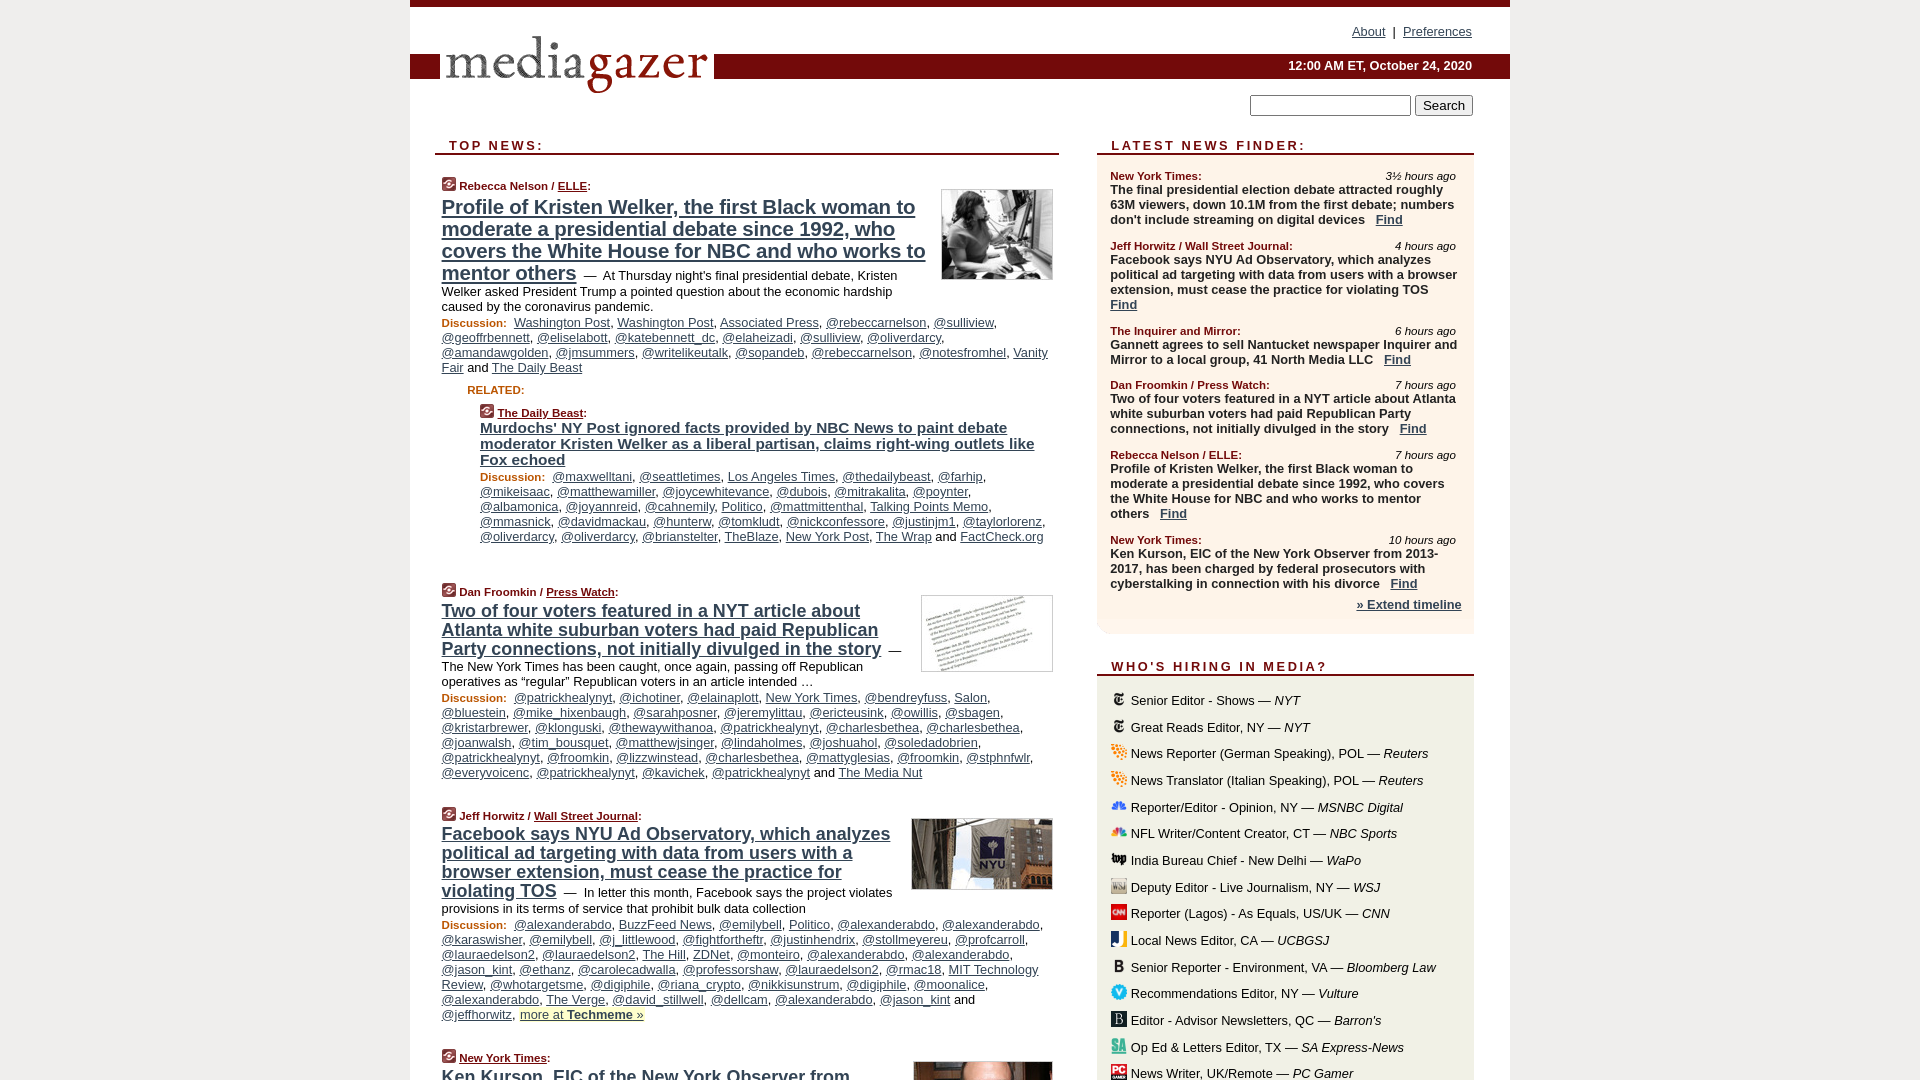 About | Preferences
mediagazer
12:00 AM ET, October 24, 2020
Search
TOP NEWS:
Rebecca Nelson / ELLE:
Profile of Kristen Welker, the first Black woman to
moderate a presidential debate since 1992, who
covers the White House for NBC and who works to
mentor others — At Thursday night's final presidential debate, Kristen
Welker asked President Trump a pointed question about the economic hardship
caused by the coronavirus pandemic.
Discussion: Washington Post, Washington Post, Associated Press, @rebeccarnelson, @sulliview,
@geoffrbennett, @eliselabott, @katebennett_dc, @elaheizadi, @sulliview, @oliverdarcy,
@amandawgolden, @jmsummers, @writelikeutalk, @sopandeb, @rebeccarnelson, @notesfromhel, Vanity
Fair and The Daily Beast
RELATED:
The Daily Beast:
Murdochs' NY Post ignored facts provided by NBC News to paint debate
moderator Kristen Welker as a liberal partisan, claims right-wing outlets like
Fox echoed
Discussion: @maxwelltani, @seattletimes, Los Angeles Times, @thedailybeast, @farhip,
@mikeisaac, @matthewamiller, @joycewhitevance, @dubois, @mitrakalita, @poynter,
@albamonica, @joyannreid, @cahnemily, Politico, @mattmittenthal, Talking Points Memo,
@mmasnick, @davidmackau, @hunterw, @tomkludt, @nickconfessore, @justinjm1, @taylorlorenz,
@oliverdarcy, @oliverdarcy, @brianstelter, TheBlaze, New York Post, The Wrap and FactCheck.org
Dan Froomkin / Press Watch:
Two of four voters featured in a NYT article about
Atlanta white suburban voters had paid Republican
Party connections, not initially divulged in the story —
The New York Times has been caught, once again, passing off Republican
operatives as “regular” Republican voters in an article intended …
Discussion: @patrickhealynyt, @ichotiner, @elainaplott, New York Times, @bendreyfuss, Salon,
@bluestein, @mike_hixenbaugh, @sarahposner, @jeremylittau, @ericteusink, @owillis, @sbagen,
@kristarbrewer, @klonguski, @thewaywithanoa, @patrickhealynyt, @charlesbethea, @charlesbethea,
@joanwalsh, @tim_bousquet, @matthewjsinger, @lindaholmes, @joshuahol, @soledadobrien,
@patrickhealynyt, @froomkin, @lizzwinstead, @charlesbethea, @mattyglesias, @froomkin, @stphnfwlr,
@everyvoicenc, @patrickhealynyt, @kavichek, @patrickhealynyt and The Media Nut
Jeff Horwitz / Wall Street Journal:
Facebook says NYU Ad Observatory, which analyzes
political ad targeting with data from users with a
browser extension, must cease the practice for
violating TOS — In letter this month, Facebook says the project violates
provisions in its terms of service that prohibit bulk data collection
Discussion: @alexanderabdo, BuzzFeed News, @emilybell, Politico, @alexanderabdo, @alexanderabdo,
@karaswisher, @emilybell, @j_littlewood, @fightfortheftr, @justinhendrix, @stollmeyereu, @profcarroll,
@lauraedelson2, @lauraedelson2, The Hill, ZDNet, @monteiro, @alexanderabdo, @alexanderabdo,
@jason_kint, @ethanz, @carolecadwalla, @professorshaw, @lauraedelson2, @rmac18, MIT Technology
Review, @whotargetsme, @digiphile, @riana_crypto, @nikkisunstrum, @digiphile, @moonalice,
@alexanderabdo, The Verge, @david_stillwell, @dellcam, @alexanderabdo, @jason_kint and
@jeffhorwitz, more at Techmeme »
NYU
New York Times:
Ken Kurson, EIC of the New York Observer from
LATEST NEWS FINDER:
New York Times: 3½ hours ago
The final presidential election debate attracted roughly
63M viewers, down 10.1M from the first debate; numbers
don't include streaming on digital devices Find
Jeff Horwitz / Wall Street Journal: 4 hours ago
Facebook says NYU Ad Observatory, which analyzes
political ad targeting with data from users with a browser
extension, must cease the practice for violating TOS
Find
The Inquirer and Mirror: 6 hours ago
Gannett agrees to sell Nantucket newspaper Inquirer and
Mirror to a local group, 41 North Media LLC Find
Dan Froomkin / Press Watch: 7 hours ago
Two of four voters featured in a NYT article about Atlanta
white suburban voters had paid Republican Party
connections, not initially divulged in the story Find
Rebecca Nelson / ELLE: 7 hours ago
Profile of Kristen Welker, the first Black woman to
moderate a presidential debate since 1992, who covers
the White House for NBC and who works to mentor
others Find
New York Times: 10 hours ago
Ken Kurson, EIC of the New York Observer from 2013-
2017, has been charged by federal prosecutors with
cyberstalking in connection with his divorce Find
» Extend timeline
WHO'S HIRING IN MEDIA?
Senior Editor - Shows — NYT
Great Reads Editor, NY — NYT
News Reporter (German Speaking), POL — Reuters
News Translator (Italian Speaking), POL — Reuters
Reporter/Editor - Opinion, NY — MSNBC Digital
NFL Writer/Content Creator, CT — NBC Sports
wp India Bureau Chief - New Delhi — WaPo
WSJ Deputy Editor - Live Journalism, NY — WSJ
CNN Reporter (Lagos) - As Equals, US/UK — CNN
Local News Editor, CA — UCBGSJ
B Senior Reporter - Environment, VA — Bloomberg Law
Recommendations Editor, NY — Vulture
B Editor - Advisor Newsletters, QC — Barron's
SA Op Ed & Letters Editor, TX — SA Express-News
PC GAMER News Writer, UK/Remote — PC Gamer